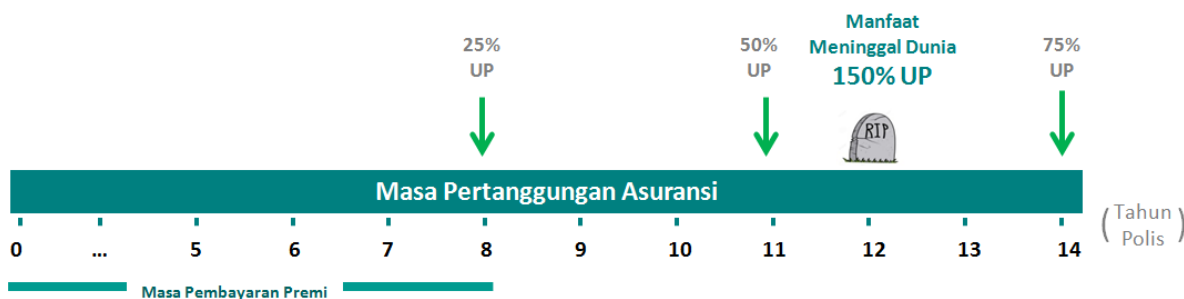 Manfaat
Meninggal Dunia
150% UP
25%
UP
50%
UP
75%
UP
RIP
Masa Pertanggungan Asuransi
0 ... 5 6 7 8 9 10 11 12 13 14
(Tahun
Polis)
Masa Pembayaran Premi